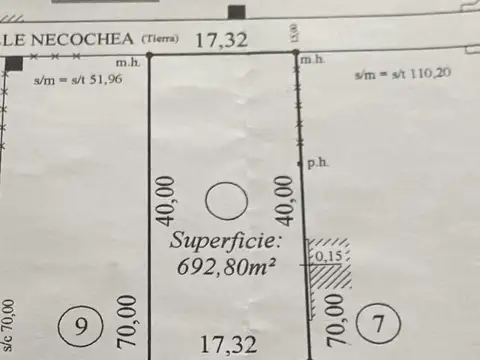 LE NECOCHEA (Tierra) 17,32
m.h.
m.h.
s/m = s/t 51,96
s/m = s/t 110,20
p.h.
40,00
40,00
Superficie:
692,80m²
0,15
s/c 70,00
9
70,00
17,32
70,00
7